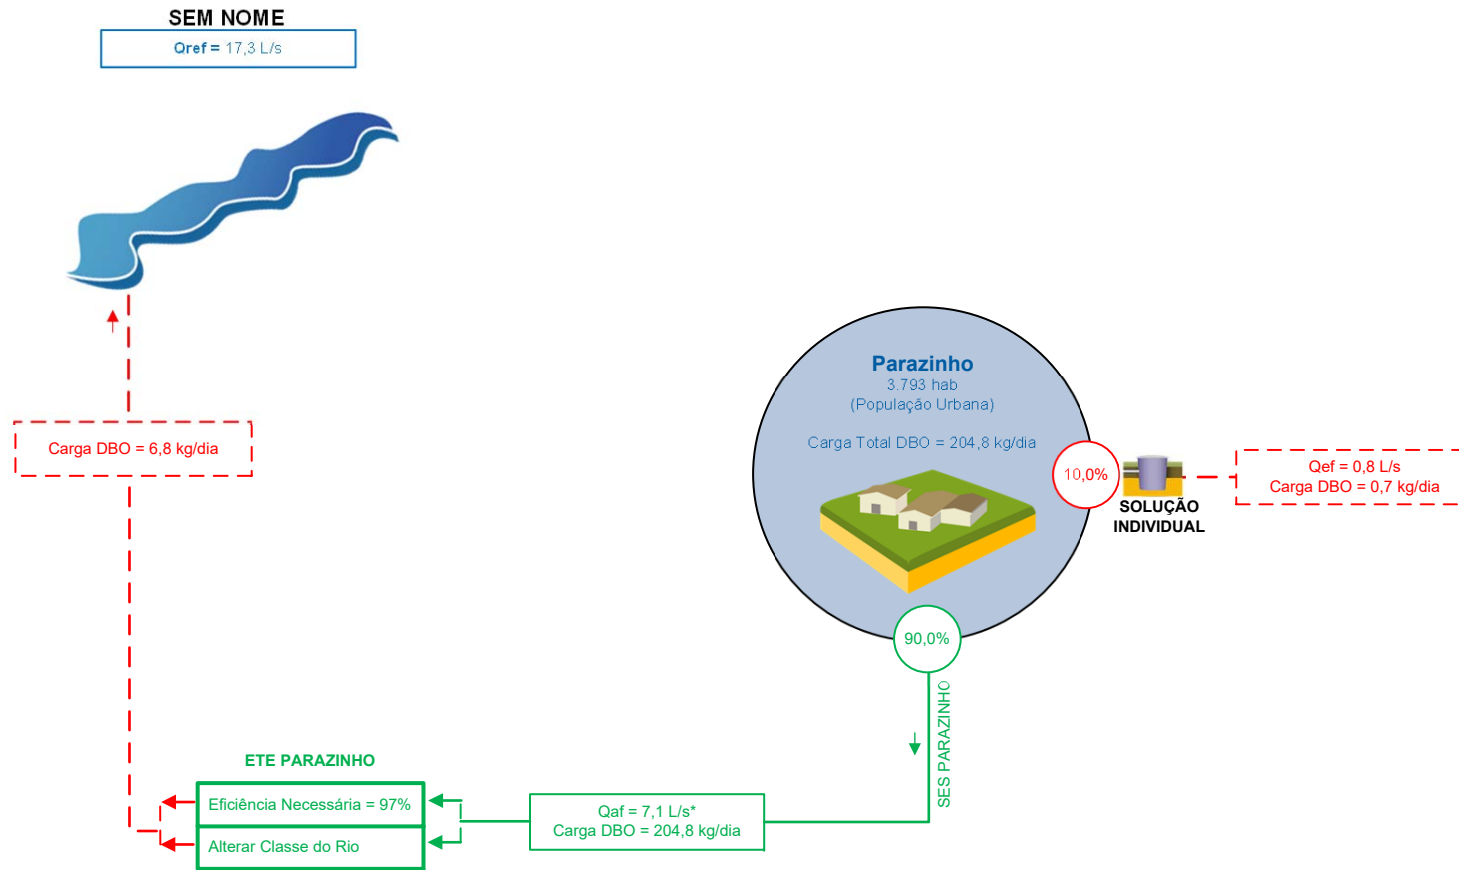 SEM NOME
Qref = 17,3 L/s
Parazinho
3.793 hab
(População Urbana)
Carga Total DBO = 204,8 kg/dia
10,0%
SOLUÇÃO
INDIVIDUAL
Qef = 0,8 L/s
Carga DBO = 0,7 kg/dia
Carga DBO = 6,8 kg/dia
90,0%
SES PARAZINHO
ETE PARAZINHO
Eficiência Necessária = 97%
Alterar Classe do Rio
Qaf = 7,1 L/s*
Carga DBO = 204,8 kg/dia